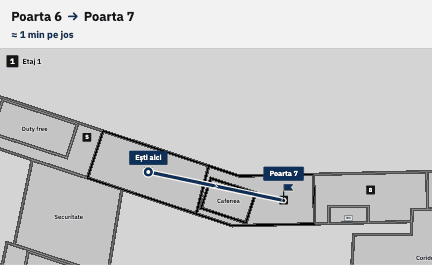 Poarta 6 → Poarta 7
≈ 1 min pe jos
1 Etaj 1
Duty free
5
Ești aici
Poarta 7
8
Cafenea
Securitate